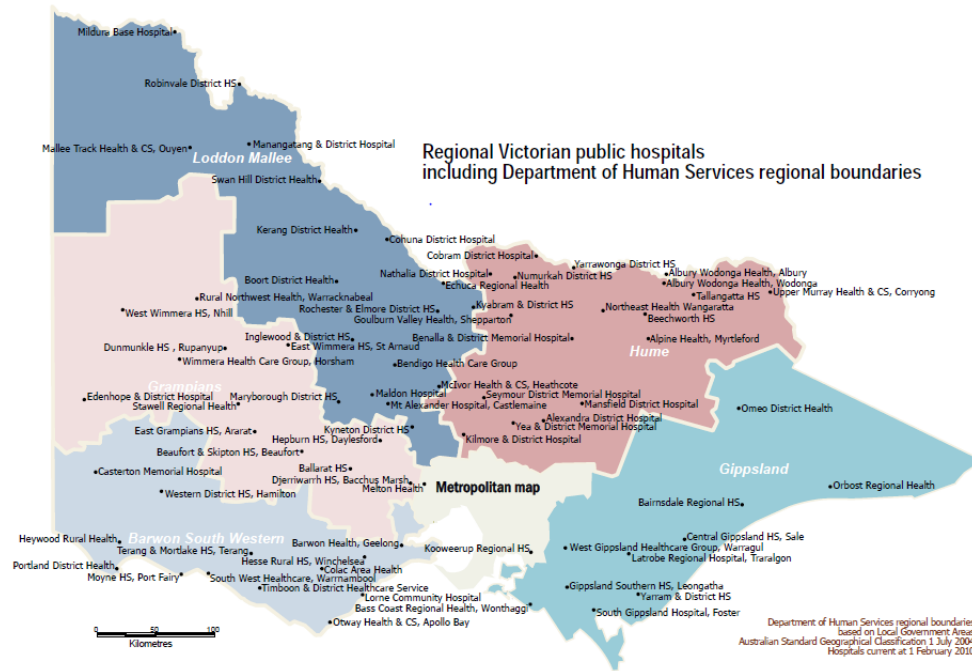 Mildura Base Hospital
Robinvale District HS
Mallee Track Health & CS, Ouyen
Manangatang & District Hospital
Loddon Mallee
Regional Victorian public hospitals
including Department of Human Services regional boundaries
Swan Hill District Health
Kerang District Health
Cohuna District Hospital
Cobram District Hospital
Yarrawonga District HS
Nathalia District Hospital
Numurkah District HS
Albury Wodonga Health, Albury
Boort District Health
Echuca Regional Health
Albury Wodonga Health, Wodonga
Tallangatta HS
Upper Murray Health & CS, Corryong
Rural Northwest Health, Warracknabeal
West Wimmera HS, Nhill
Rochester & Elmore District HS
Kyabram & District HS
Northeast Health Wangaratta
Goulburn Valley Health, Shepparton
Beechworth HS
Inglewood & District HS
Dunmunkle HS , Rupanyup
East Wimmera HS, St Arnaud
Benalla & District Memorial Hospital
Alpine Health, Myrtleford
Hume
Wimmera Health Care Group, Horsham
Bendigo Health Care Group
Grampians
McIvor Health & CS, Heathcote
Edenhope & District Hospital
Maryborough District HS
Maldon Hospital
Seymour District Memorial Hospital
Stawell Regional Health
Mt Alexander Hospital, Castlemaine
Mansfield District Hospital
Omeo District Health
Alexandra District Hospital
East Grampians HS, Ararat
Kyneton District HS
Yea & District Memorial Hospital
Hepburn HS, Daylesford
Kilmore & District Hospital
Beaufort & Skipton HS, Beaufort
Casterton Memorial Hospital
Ballarat HS
Gippsland
Djerriwarrh HS, Bacchus Marsh
Western District HS, Hamilton
Melton Health
Metropolitan map
Orbost Regional Health
Bairnsdale Regional HS
Barwon South Western
Heywood Rural Health
Barwon Health, Geelong
Central Gippsland HS, Sale
Terang & Mortlake HS, Terang
Kooweerup Regional HS
West Gippsland Healthcare Group, Warragul
Hesse Rural HS, Winchelsea
Latrobe Regional Hospital, Traralgon
Portland District Health
Colac Area Health
Moyne HS, Port Fairy
South West Healthcare, Warrnambool
Timboon & District Healthcare Service
Gippsland Southern HS, Leongatha
Lorne Community Hospital
Yarram & District HS
Bass Coast Regional Health, Wonthaggi
South Gippsland Hospital, Foster
Otway Health & CS, Apollo Bay
0 50 100
Kilometres
Department of Human Services regional boundaries
based on Local Government Areas
Australian Standard Geographical Classification 1 July 2004
Hospitals current at 1 February 2010